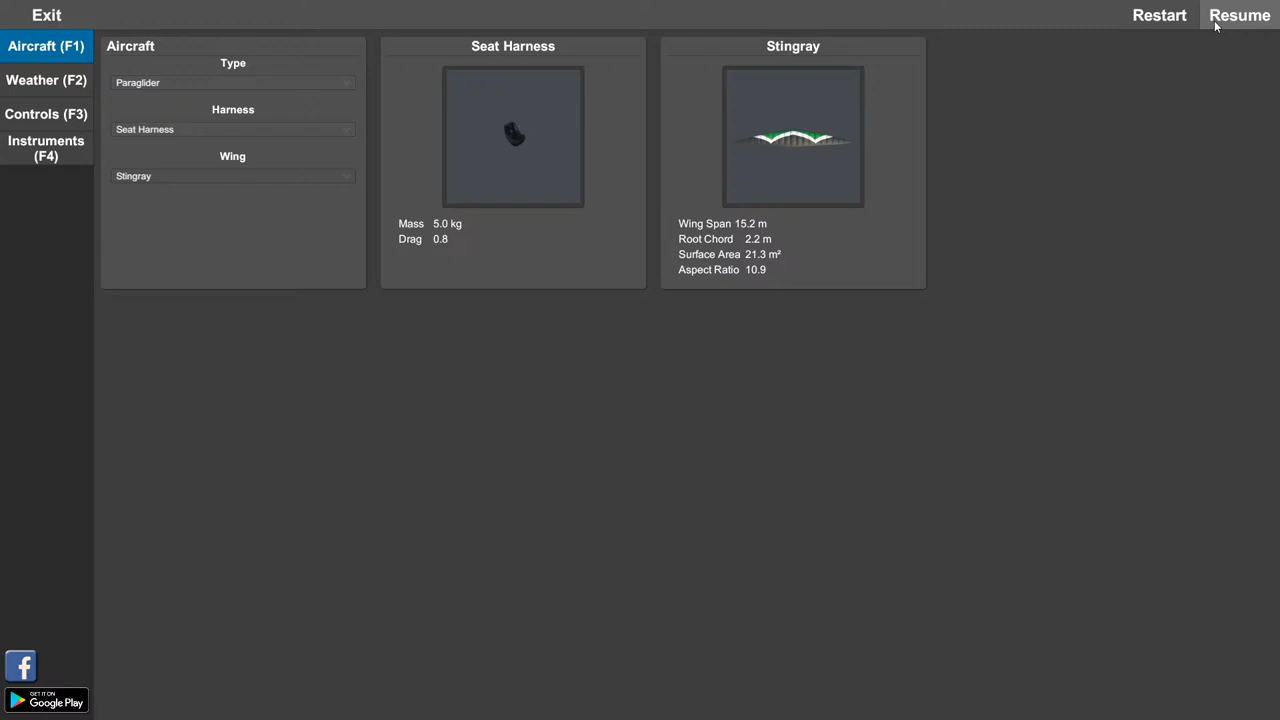 Exit
Restart
Resume
Aircraft (F1)
Weather (F2)
Controls (F3)
Instruments
(F4)
Aircraft
Type
Paraglider
Harness
Seat Harness
Wing
Stingray
Seat Harness
Mass 5.0 kg
Drag 0.8
Stingray
Wing Span 15.2 m
Root Chord 2.2 m
Surface Area 21.3 m²
Aspect Ratio 10.9
f
GET IT ON
Google Play